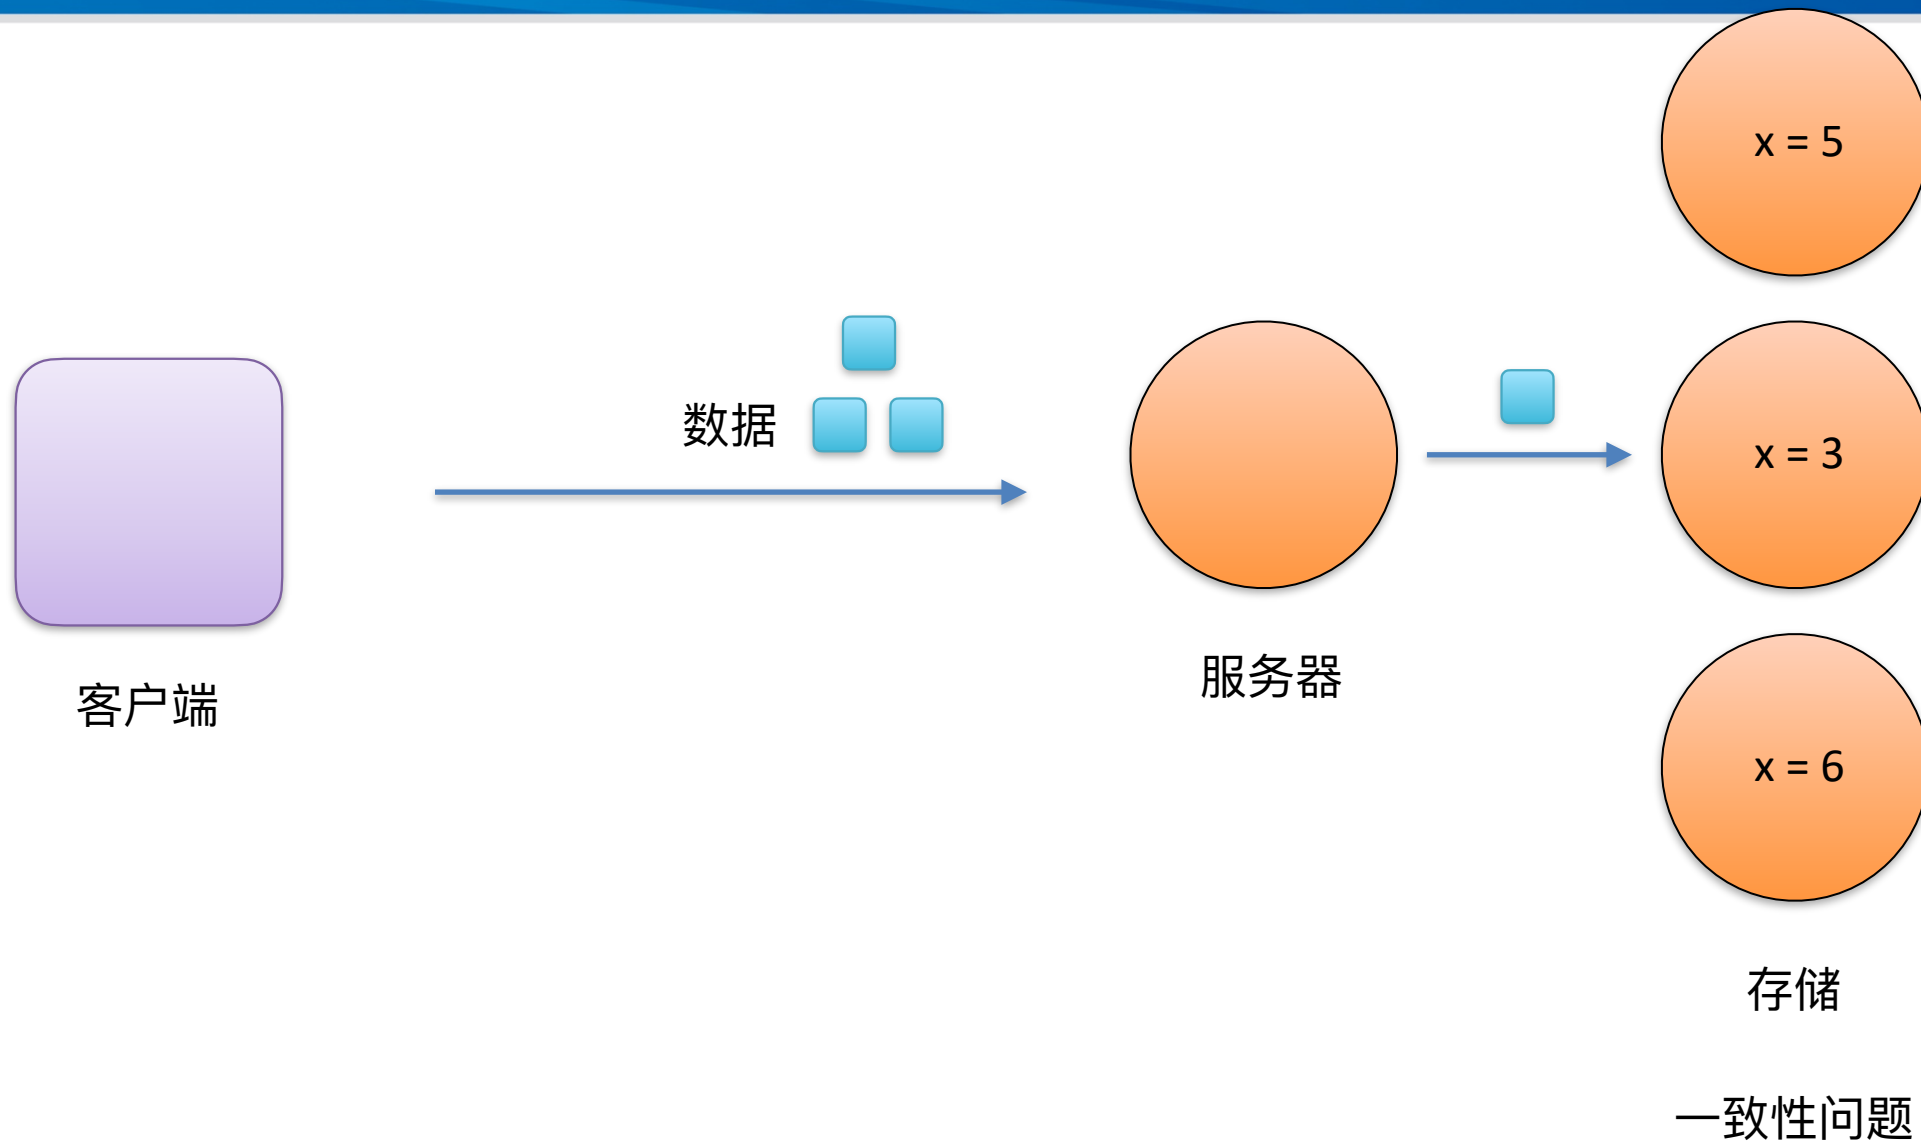 x = 5
数据
x = 3
服务器
客户端
x = 6
存储
一致性问题